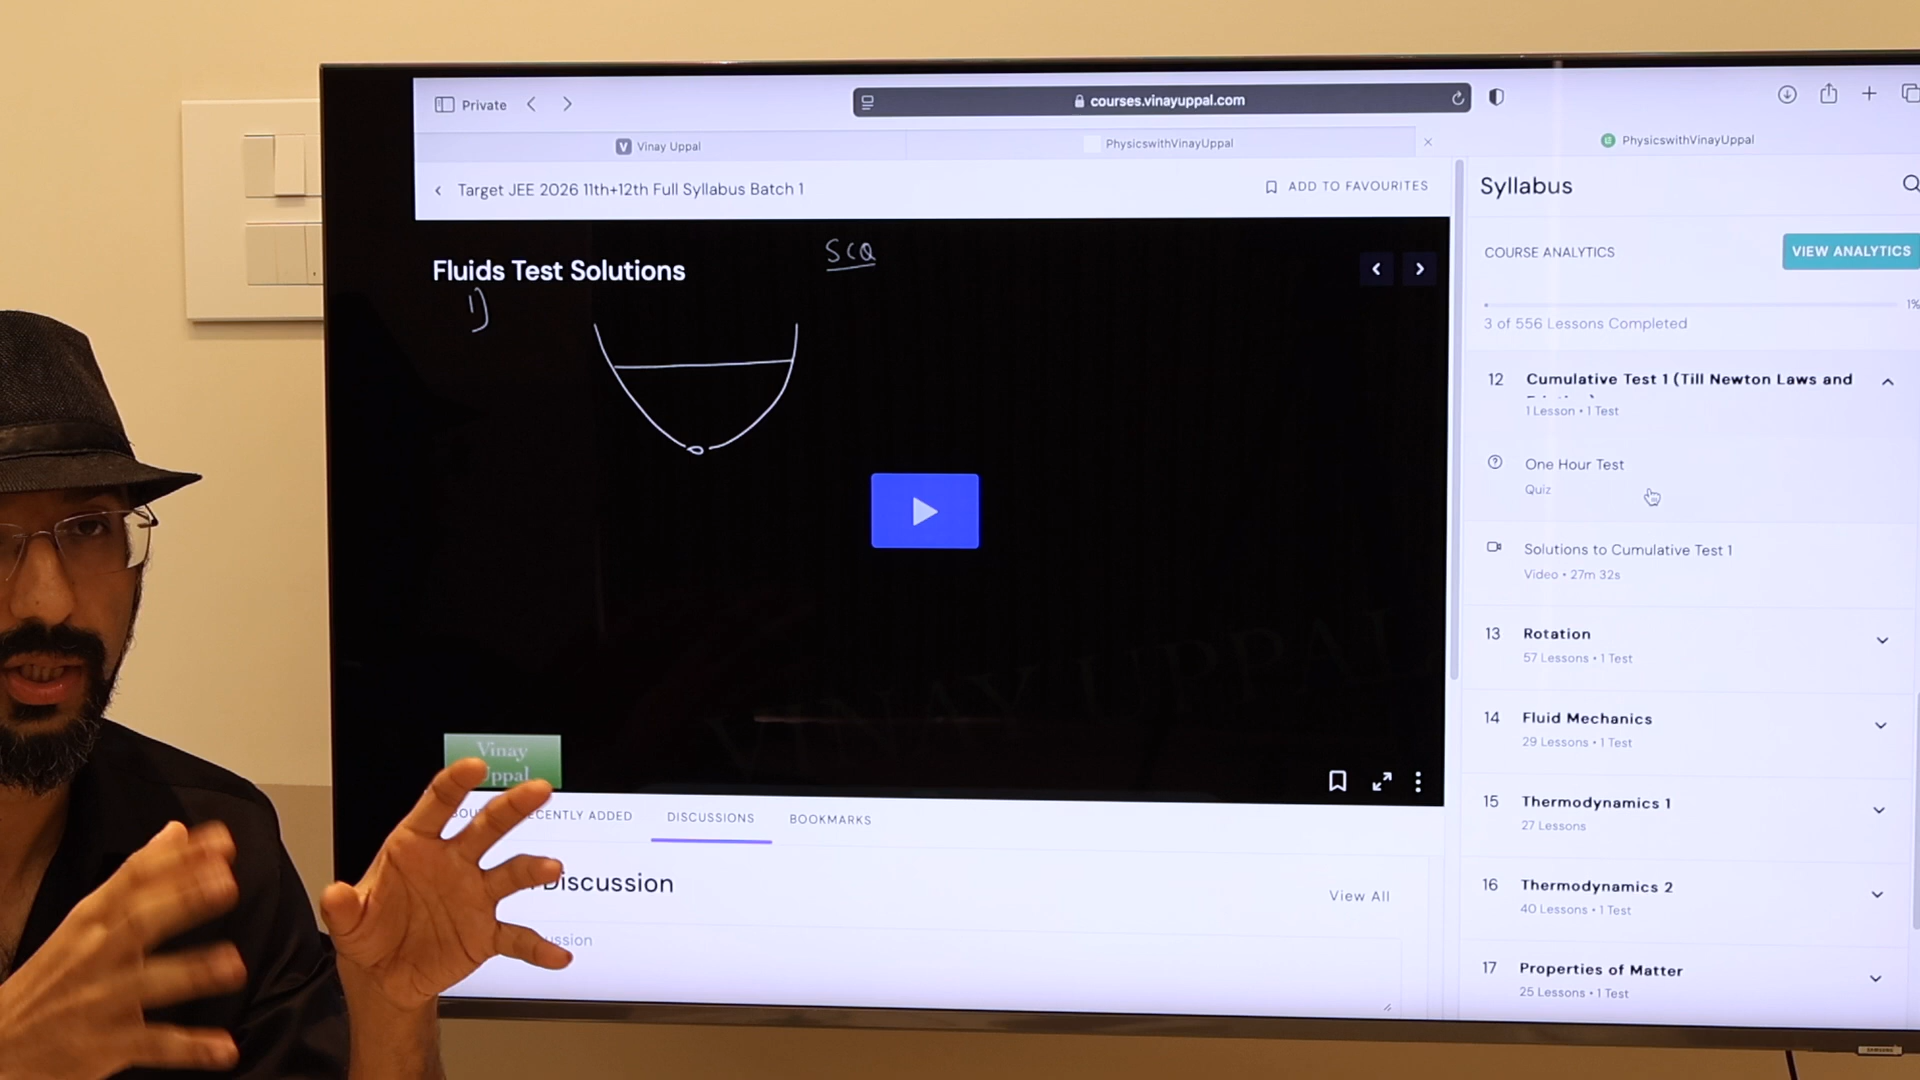 Private
courses.vinayuppal.com
V Vinay Uppal
PhysicswithVinayUppal
PhysicswithVinayUppal
Target JEE 2026 11th+12th Full Syllabus Batch 1
ADD TO FAVOURITES
Fluids Test Solutions
SCQ
1)
VINAY UPPAL
Vinay
Uppal
RECENTLY ADDED
DISCUSSIONS
BOOKMARKS
Discussion
View All
Syllabus
COURSE ANALYTICS
VIEW ANALYTICS
1%
3 of 556 Lessons Completed
12 Cumulative Test 1 (Till Newton Laws and
1 Lesson • 1 Test
One Hour Test
Quiz
Solutions to Cumulative Test 1
Video • 27m 32s
13 Rotation
57 Lessons • 1 Test
14 Fluid Mechanics
29 Lessons • 1 Test
15 Thermodynamics 1
27 Lessons
16 Thermodynamics 2
40 Lessons • 1 Test
17 Properties of Matter
25 Lessons • 1 Test
SAMSUNG